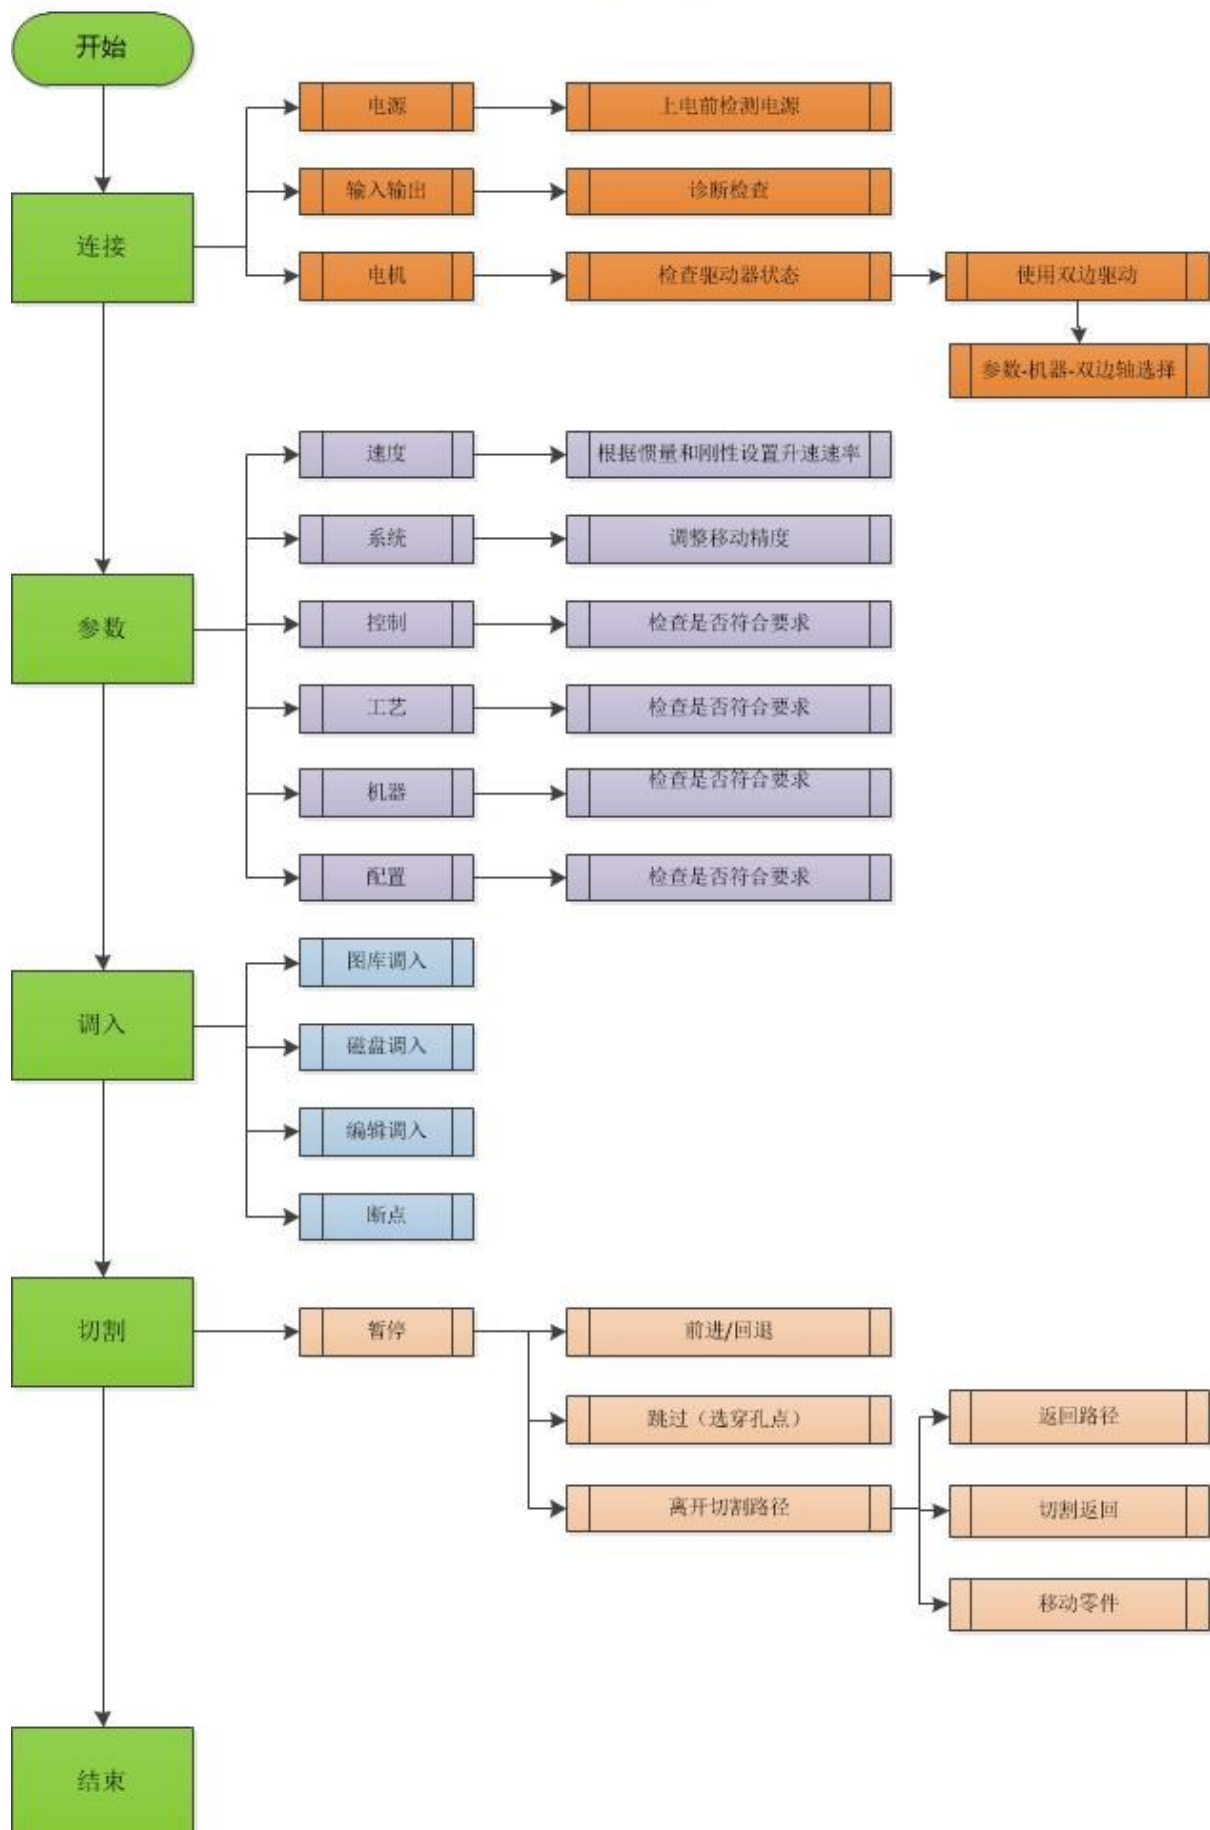 开始
电源
上电前检测电源
输入输出
诊断检查
连接
电机
检查驱动器状态
使用双边驱动
参数-机器-双边轴选择
速度
根据惯量和刚性设置升速速率
系统
调整移动精度
参数
控制
检查是否符合要求
工艺
检查是否符合要求
机器
检查是否符合要求
配置
检查是否符合要求
图库调入
调入
磁盘调入
编辑调入
断点
切割
暂停
前进/回退
跳过（选穿孔点）
返回路径
离开切割路径
切割返回
移动零件
结束